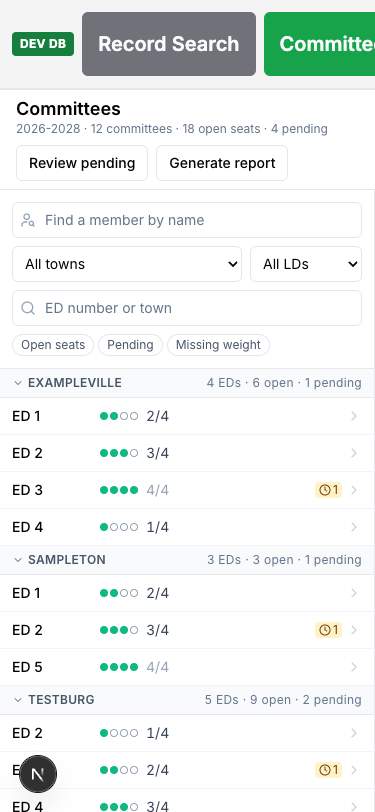 DEV DB
Record Search
Committee
Committees
2026-2028 · 12 committees · 18 open seats · 4 pending
Review pending
Generate report
Find a member by name
All towns
All LDs
ED number or town
Open seats
Pending
Missing weight
EXAMPLEVILLE 4 EDs · 6 open · 1 pending
ED 1 2/4
ED 2 3/4
ED 3 4/4 1
ED 4 1/4
SAMPLETON 3 EDs · 3 open · 1 pending
ED 1 2/4
ED 2 3/4 1
ED 5 4/4
TESTBURG 5 EDs · 9 open · 2 pending
ED 2 1/4
N 2/4 1
ED 4 3/4